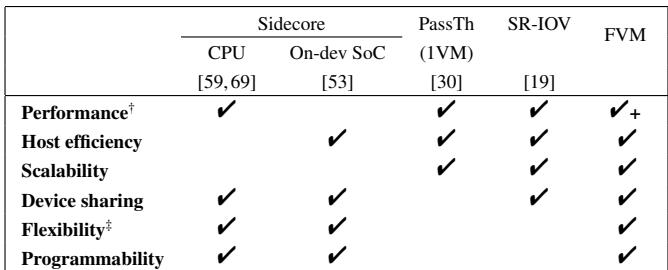 Sidecore PassTh SR-IOV FVM
CPU On-dev SoC (1VM)
[59, 69] [53] [30] [19]
Performance† ✔ ✔ ✔ ✔+
Host efficiency ✔ ✔ ✔ ✔
Scalability ✔ ✔ ✔
Device sharing ✔ ✔ ✔ ✔
Flexibility‡ ✔ ✔ ✔
Programmability ✔ ✔ ✔